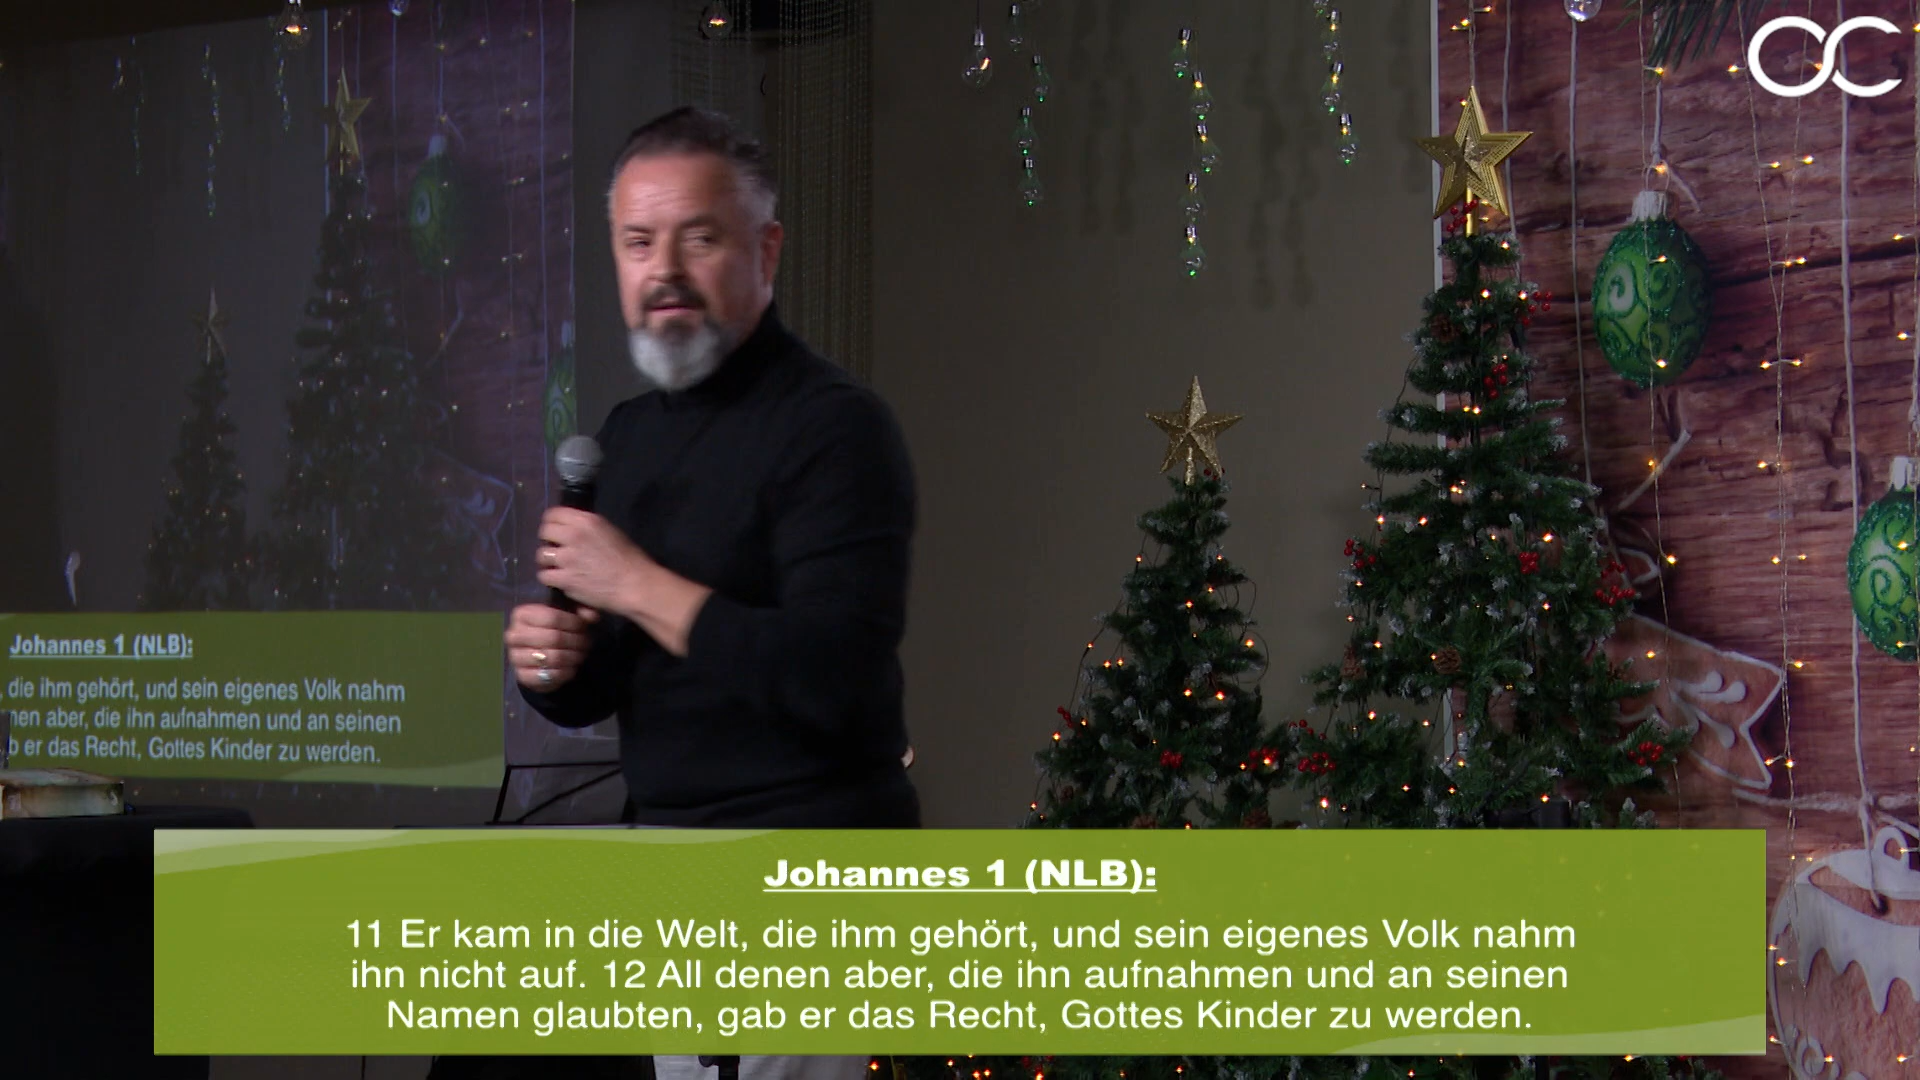 OC
Johannes 1 (NLB):
, die ihm gehört, und sein eigenes Volk nahm
nen aber, die ihn aufnahmen und an seinen
b er das Recht, Gottes Kinder zu werden.
Johannes 1 (NLB):
11 Er kam in die Welt, die ihm gehört, und sein eigenes Volk nahm
ihn nicht auf. 12 All denen aber, die ihn aufnahmen und an seinen
Namen glaubten, gab er das Recht, Gottes Kinder zu werden.